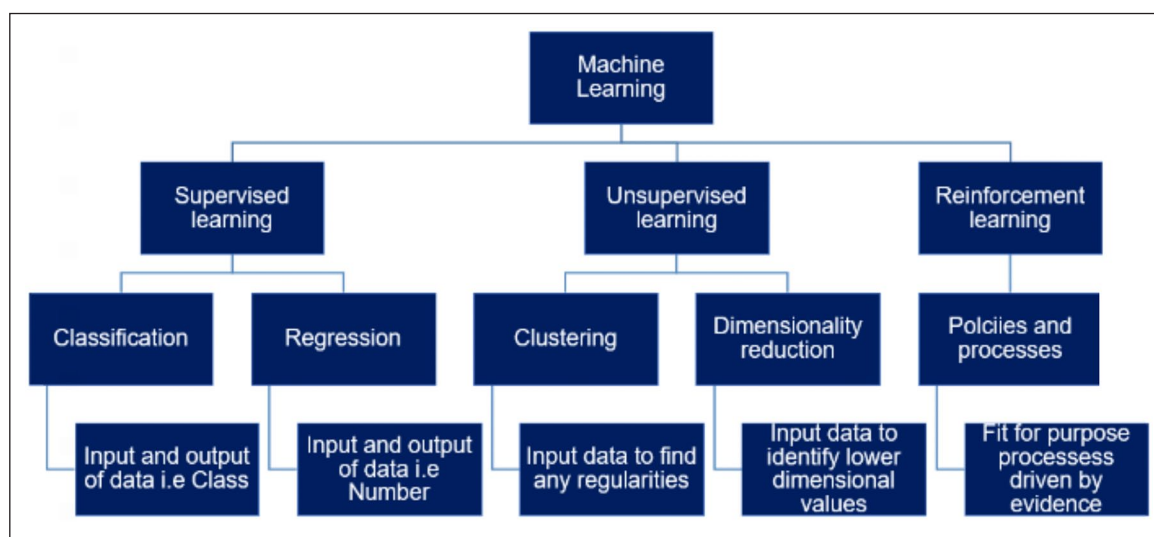 Machine
Learning
Supervised
learning
Unsupervised
learning
Reinforcement
learning
Classification
Regression
Clustering
Dimensionality
reduction
Polciies and
processes
Input and output
of data i.e Class
Input and output
of data i.e
Number
Input data to find
any regularities
Input data to
identify lower
dimensional
values
Fit for purpose
processess
driven by
evidence